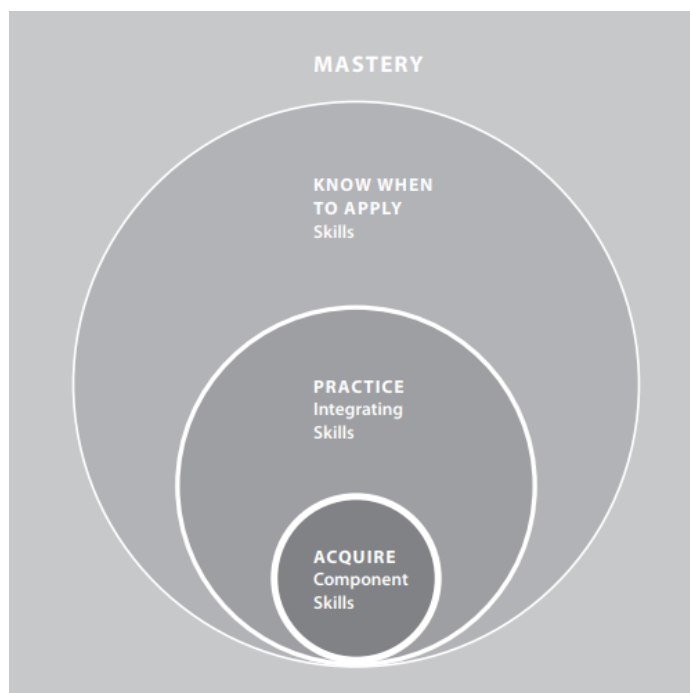 MASTERY
KNOW WHEN
TO APPLY
Skills
PRACTICE
Integrating
Skills
ACQUIRE
Component
Skills